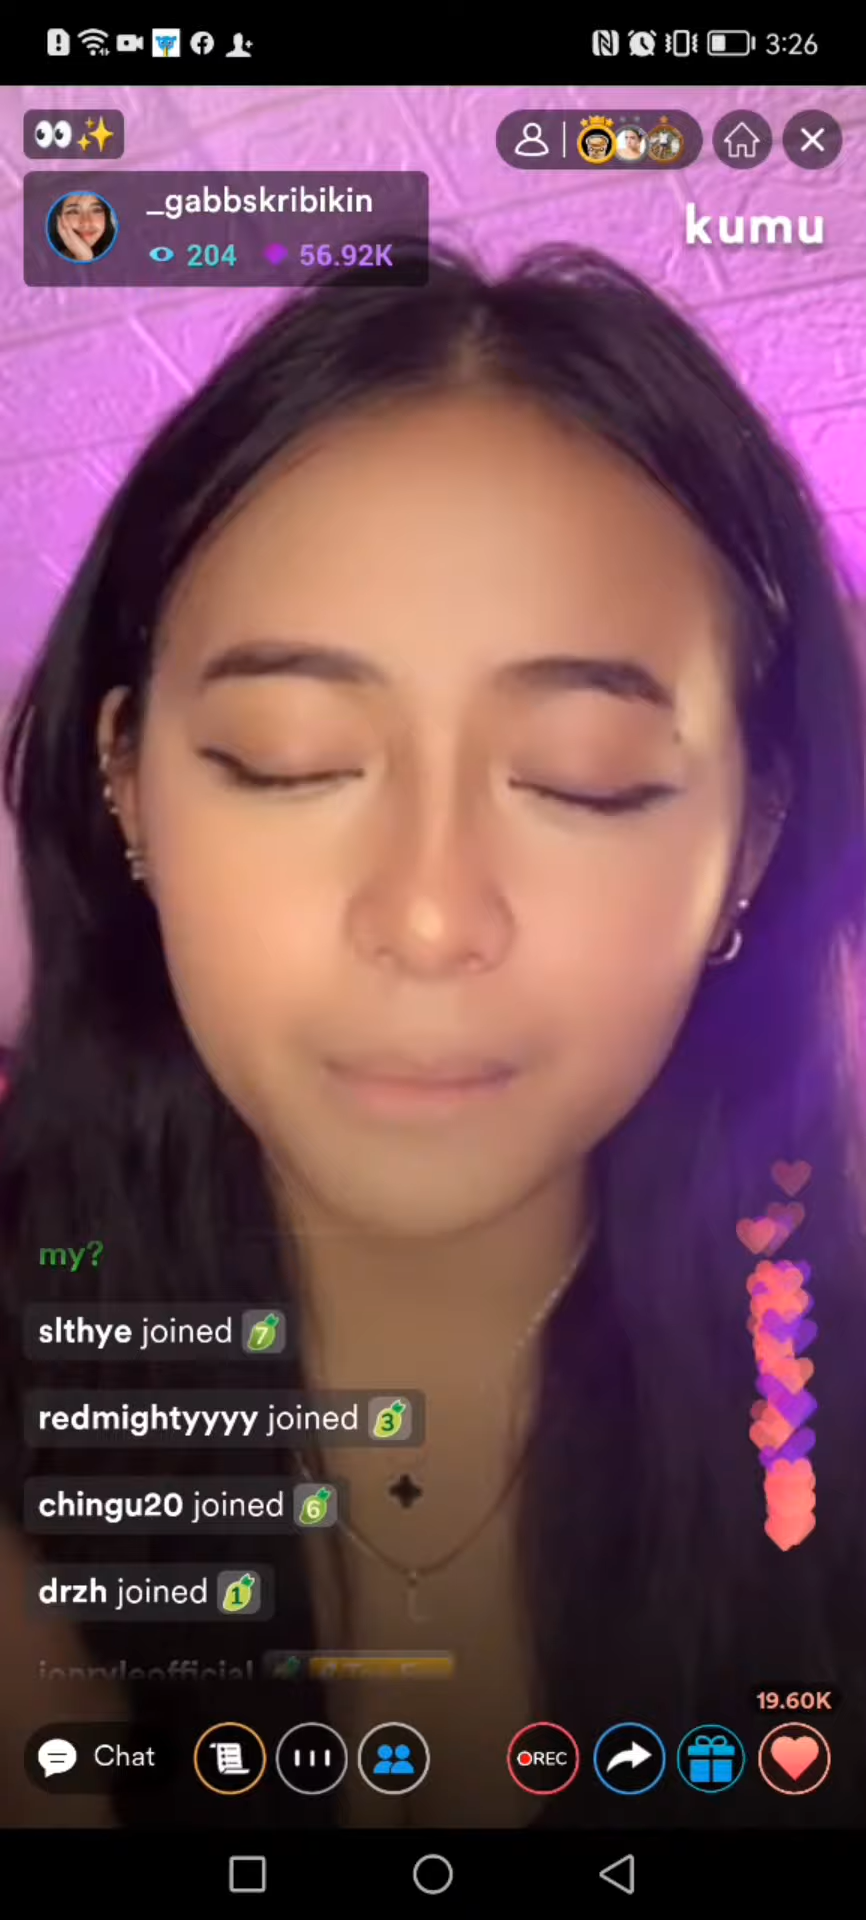 3:26
_gabbskribikin
204 56.92K
kumu
my?
slthye joined 7
redmightyyyy joined 3
chingu20 joined 6
drzh joined 1
19.60K
Chat
REC